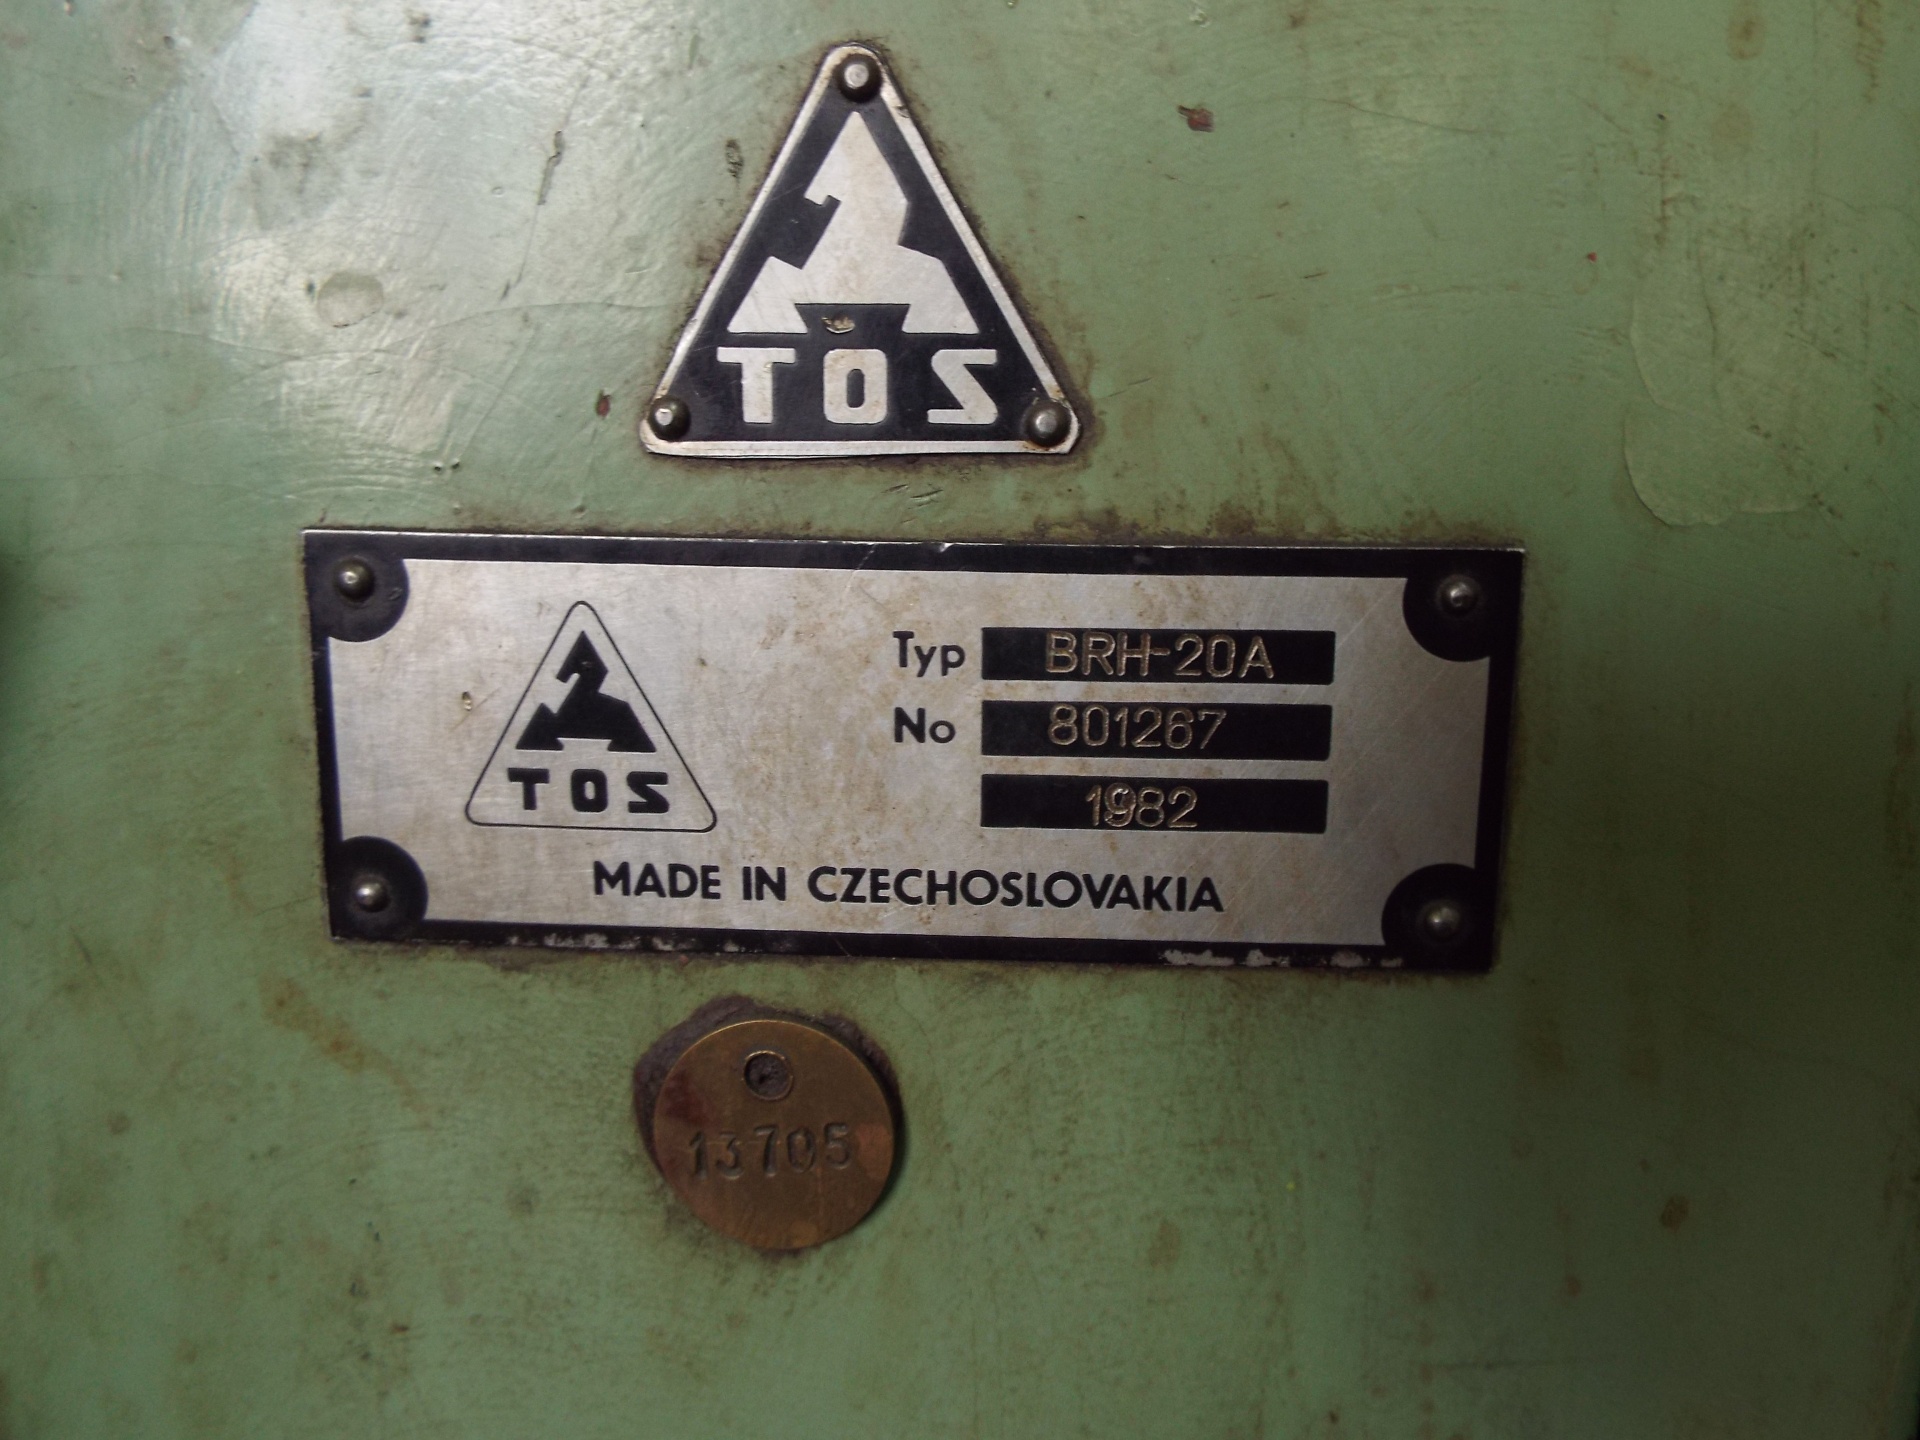 TOS
TOS
Typ BRH-20A
No 801267
1982
MADE IN CZECHOSLOVAKIA
13705